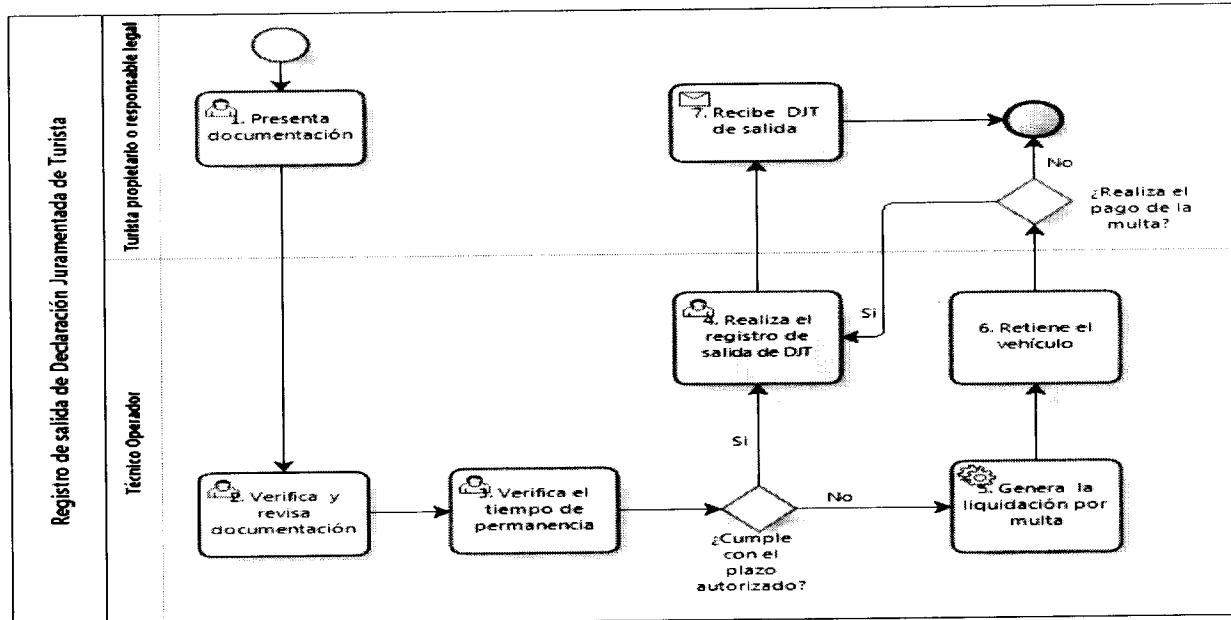 Registro de salida de Declaración Juramentada de Turista
Turista propietario o responsable legal
1. Presenta
documentación
7. Recibe DJT
de salida
No
¿Realiza el
pago de la
multa?
Técnico Operador
4. Realiza el
registro de
salida de DJT
Si
6. Retiene el
vehículo
Si
2. Verifica y
revisa
documentación
3. Verifica el
tiempo de
permanencia
¿Cumple
con el
plazo
autorizado?
No
5. Genera la
liquidación por
multa